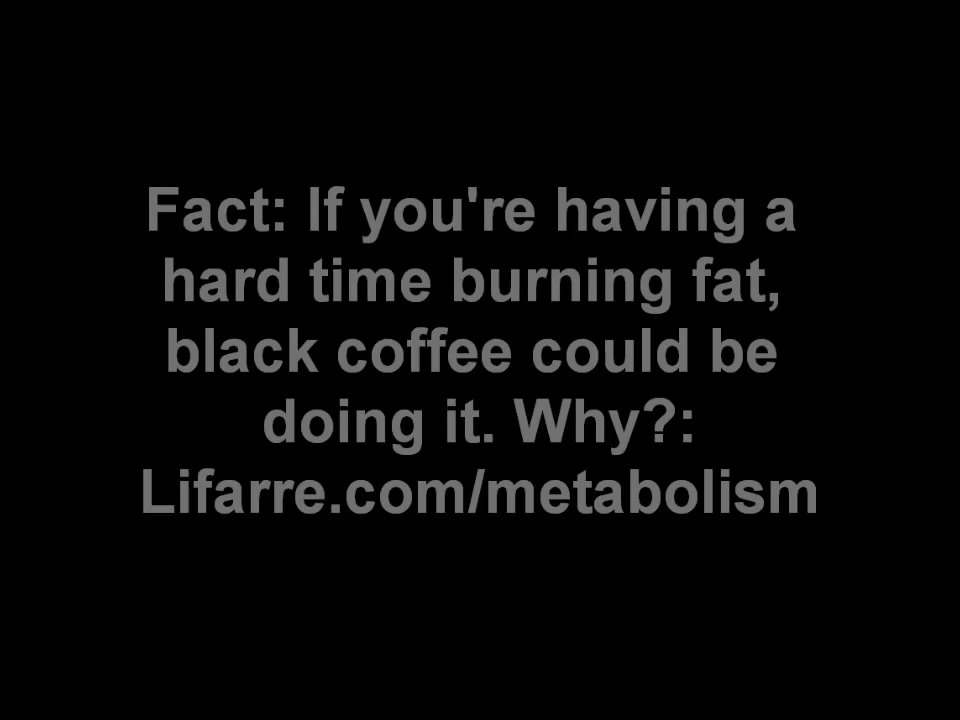 Fact: If you're having a
hard time burning fat,
black coffee could be
doing it. Why?:
Lifarre.com/metabolism